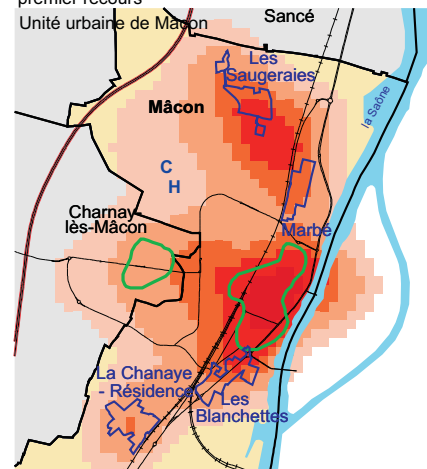 premier recours
Unité urbaine de Mâcon
Sancé
Les
Saugeraies
la Saône
Mâcon
C
H
Charnay
lès-Mâcon
Marbé
La Chanaye
- Résidence
Les
Blanchettes